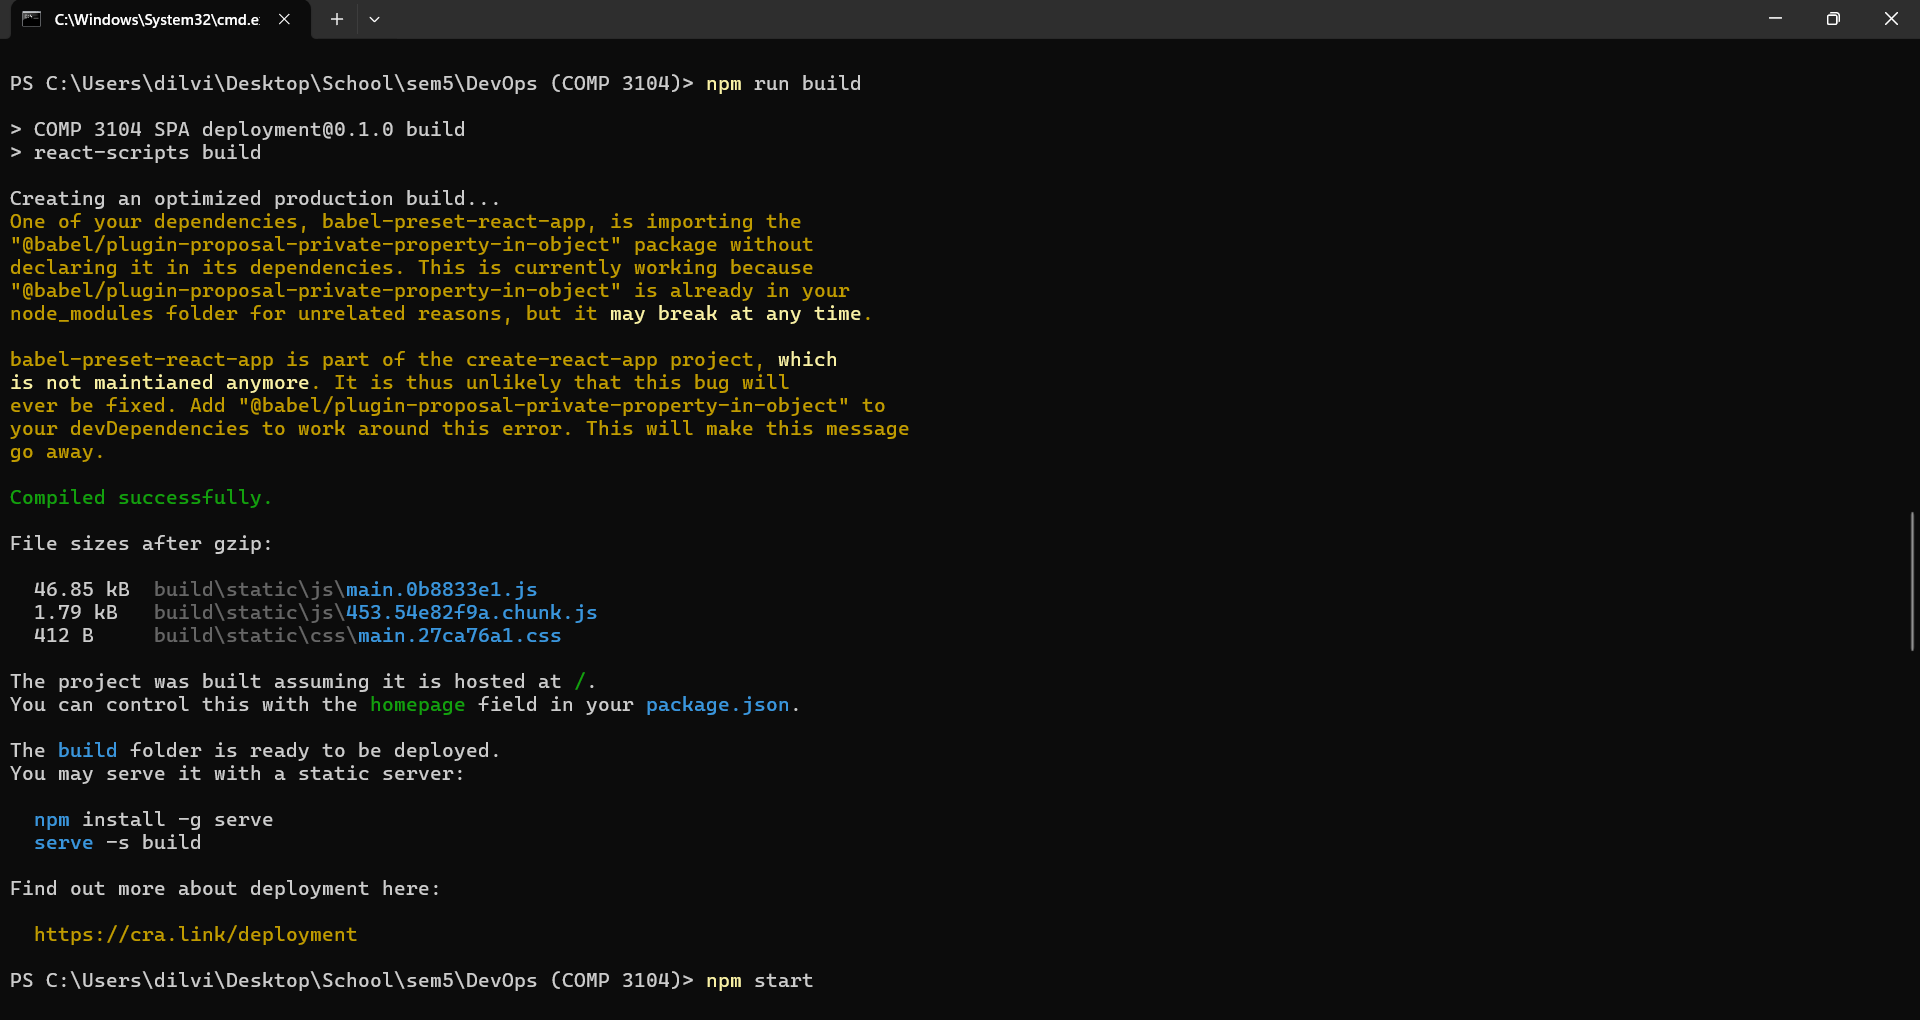 C:\Windows\System32\cmd.e
PS C:\Users\dilvi\Desktop\School\sem5\DevOps (COMP 3104)> npm run build
> COMP 3104 SPA deployment@0.1.0 build
> react-scripts build
Creating an optimized production build...
One of your dependencies, babel-preset-react-app, is importing the
"@babel/plugin-proposal-private-property-in-object" package without
declaring it in its dependencies. This is currently working because
"@babel/plugin-proposal-private-property-in-object" is already in your
node_modules folder for unrelated reasons, but it may break at any time.
babel-preset-react-app is part of the create-react-app project, which
is not maintianed anymore. It is thus unlikely that this bug will
ever be fixed. Add "@babel/plugin-proposal-private-property-in-object" to
your devDependencies to work around this error. This will make this message
go away.
Compiled successfully.
File sizes after gzip:
46.85 kB  build\static\js\main.0b8833e1.js
1.79 kB   build\static\js\453.54e82f9a.chunk.js
412 B     build\static\css\main.27ca76a1.css
The project was built assuming it is hosted at /.
You can control this with the homepage field in your package.json.
The build folder is ready to be deployed.
You may serve it with a static server:
npm install -g serve
serve -s build
Find out more about deployment here:
https://cra.link/deployment
PS C:\Users\dilvi\Desktop\School\sem5\DevOps (COMP 3104)> npm start